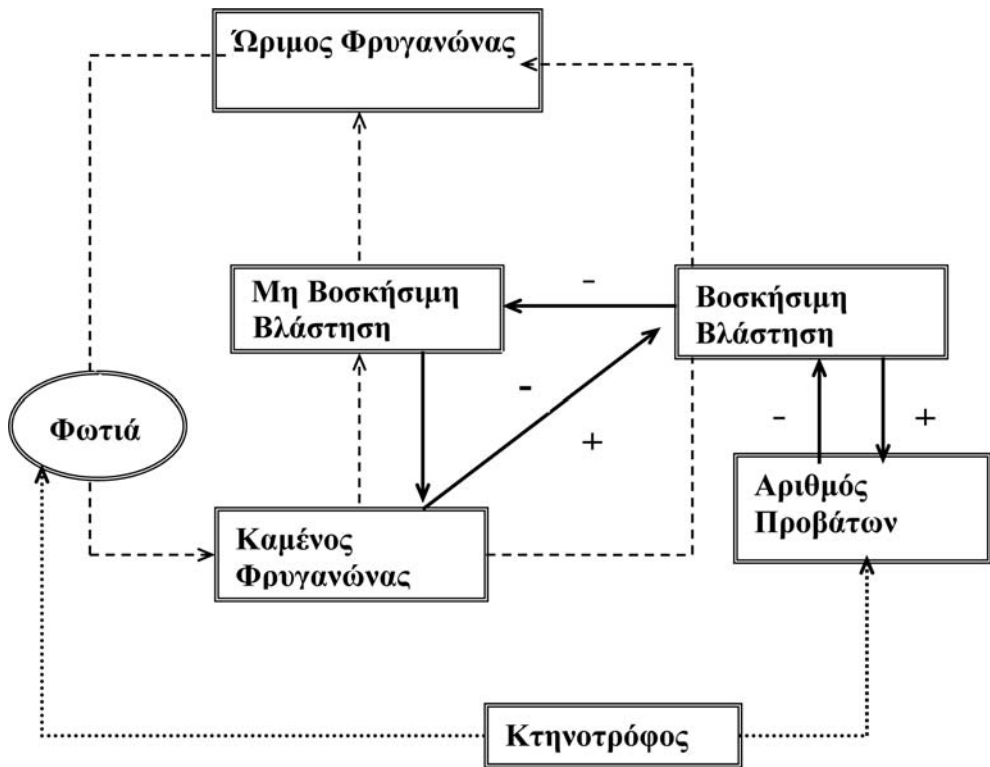 Ώριμος Φρυγανώνας
Μη Βοσκήσιμη
Βλάστηση
-
Βοσκήσιμη
Βλάστηση
-
+
Φωτιά
-
+
Αριθμός
Προβάτων
Καμένος
Φρυγανώνας
Κτηνοτρόφος